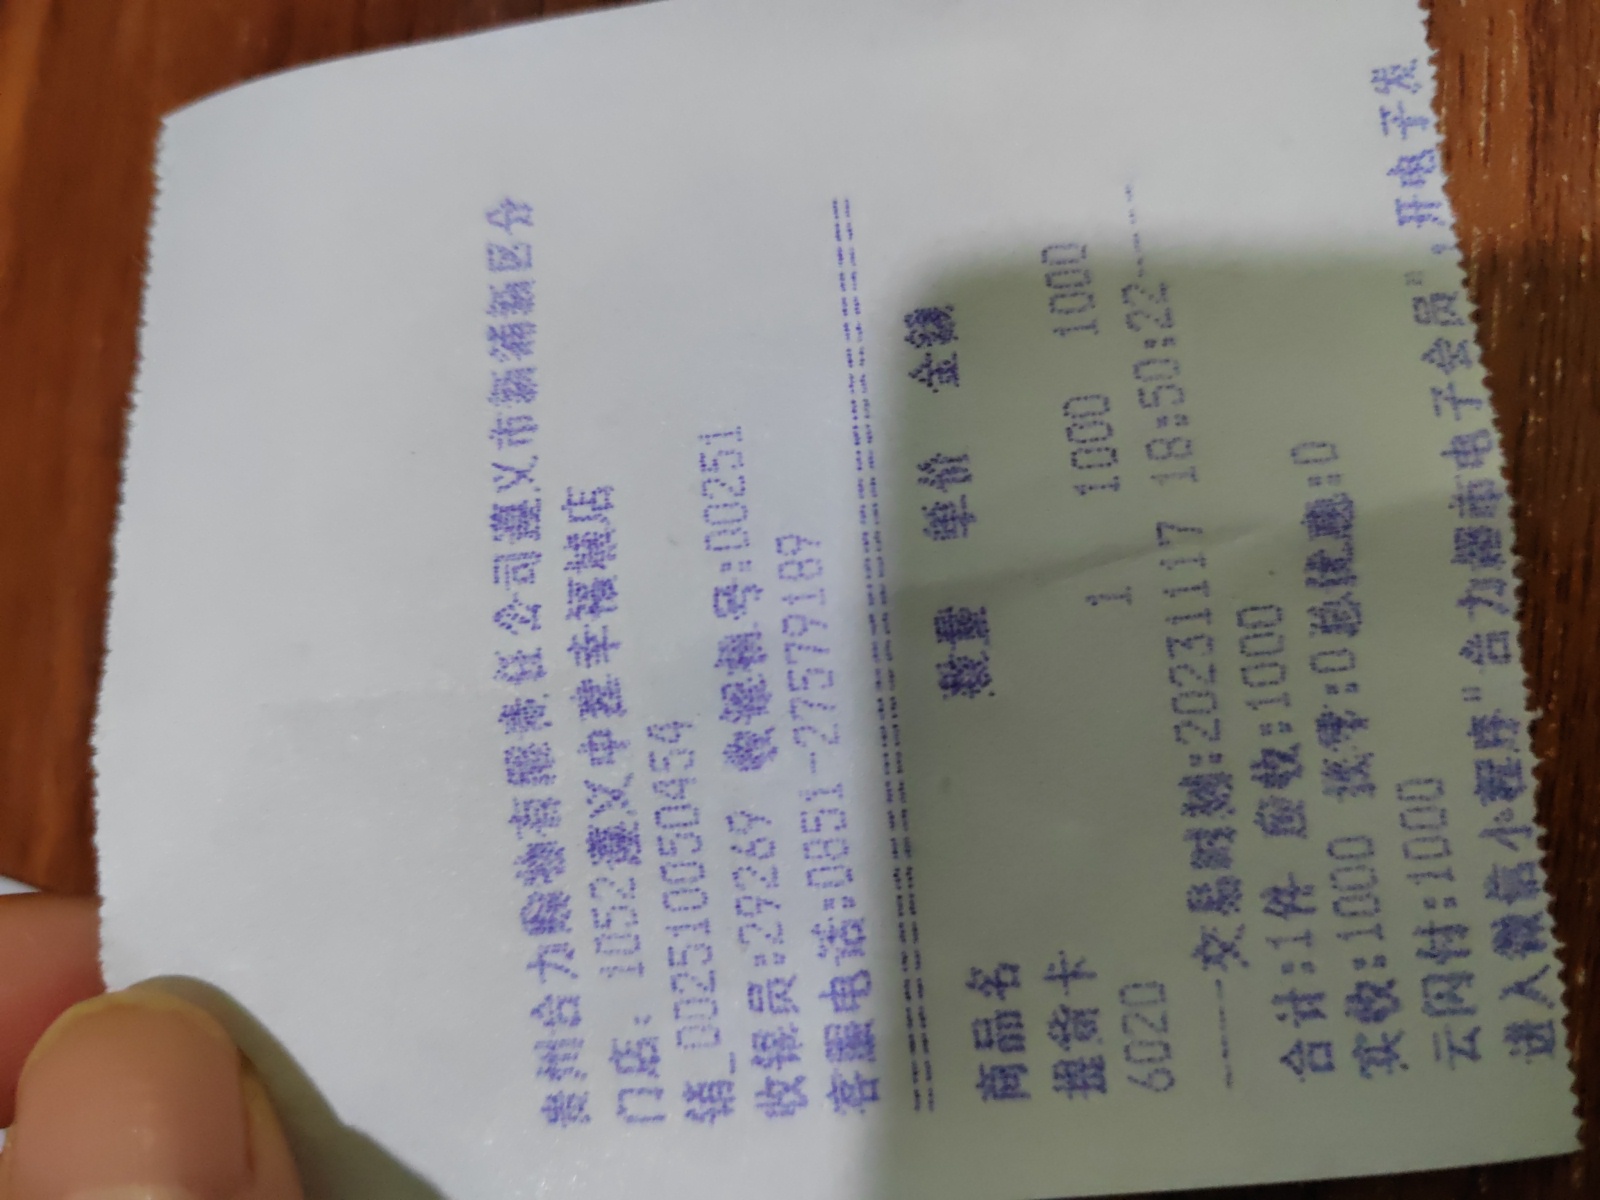 贵州合力购物有限责任公司遵义市新蒲新区分
门店: 1052遵义中建幸福城店
销_002510050454
收银员:29269 收银机号:00251
客服电话:0851-27579189
商品名 数量 单价 金额
提货卡
6020 1 1000 1000
交易时刻:20231117 18:50:22
合计:1件 应收:1000
实收:1000 找零:0 总优惠:0
云闪付:1000
进入微信小程序"合力超市电子会员",开电子发